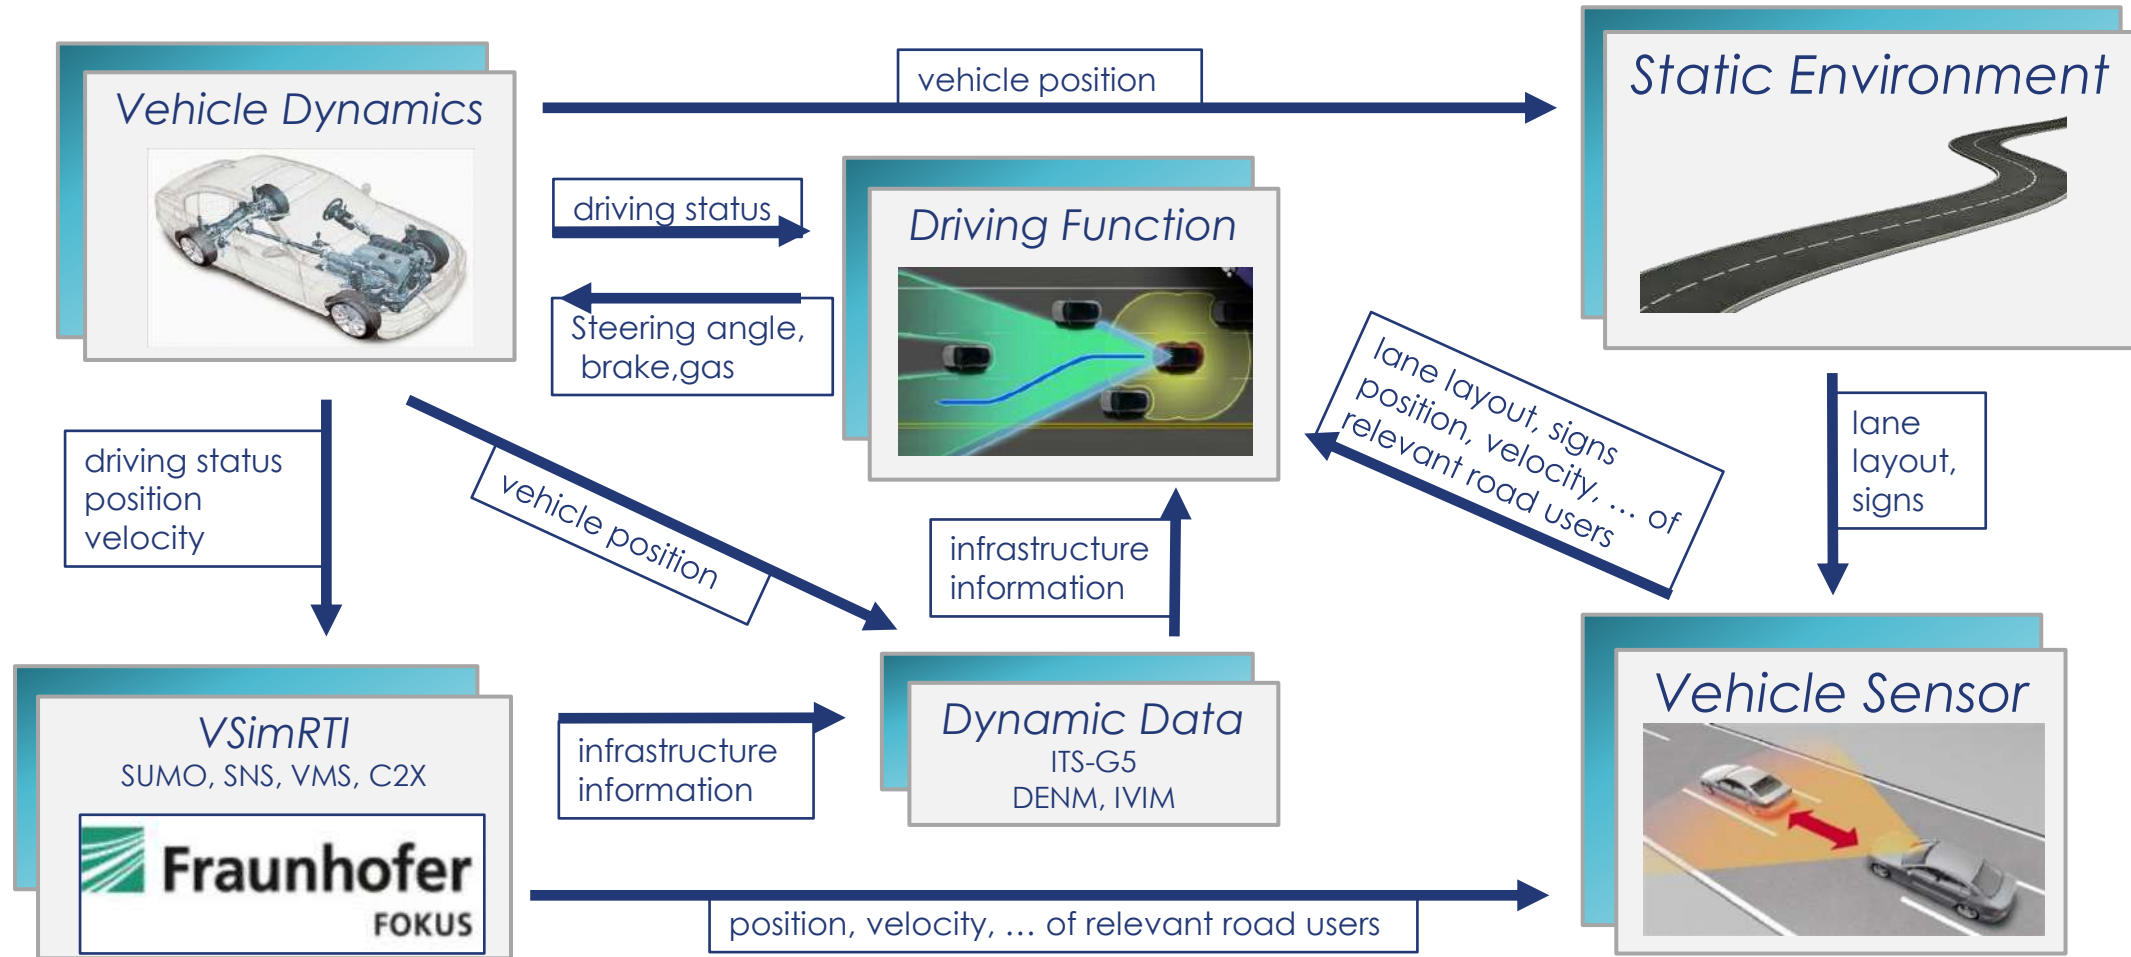 Vehicle Dynamics
vehicle position
Static Environment
driving status
Driving Function
Steering angle,
brake,gas
lane layout, signs
position, velocity, … of
relevant road users
lane
layout,
signs
driving status
position
velocity
vehicle position
infrastructure
information
VSimRTI
SUMO, SNS, VMS, C2X
Fraunhofer
FOKUS
infrastructure
information
Dynamic Data
ITS-G5
DENM, IVIM
Vehicle Sensor
position, velocity, … of relevant road users